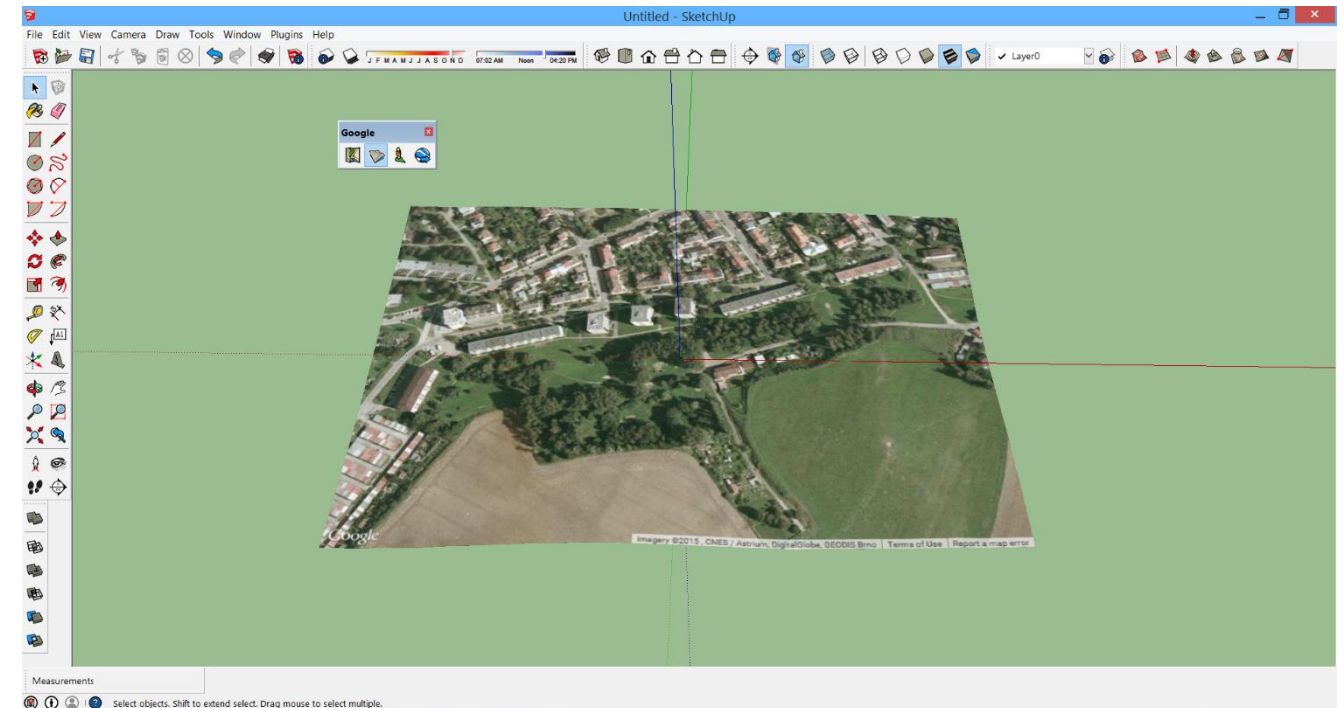 Untitled - SketchUp
File Edit View Camera Draw Tools Window Plugins Help
J F M A M J J A S O N D 07:02 AM Noon 04:20 PM
Layer0
Google
A1
Google
Imagery ©2015, CNES / Astrium, DigitalGlobe, GEODIS Brno Terms of Use Report a map error
Measurements
Select objects. Shift to extend select. Drag mouse to select multiple.